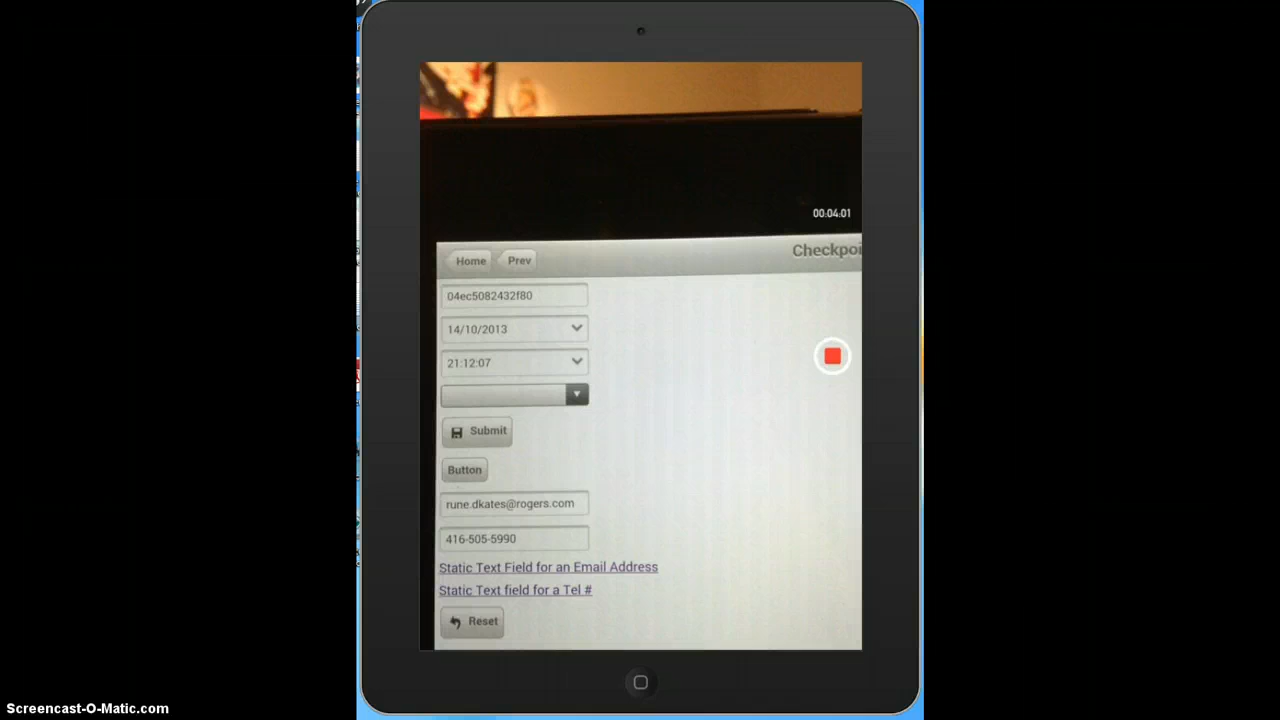 00:04:01
Home Prev Checkpoi
04ec5082432f80
14/10/2013
21:12:07
Submit
Button
rune.dkates@rogers.com
416-505-5990
Static Text Field for an Email Address
Static Text field for a Tel #
Reset
Screencast-O-Matic.com